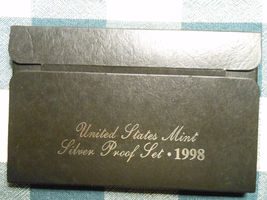 United States Mint
Silver Proof Set • 1998